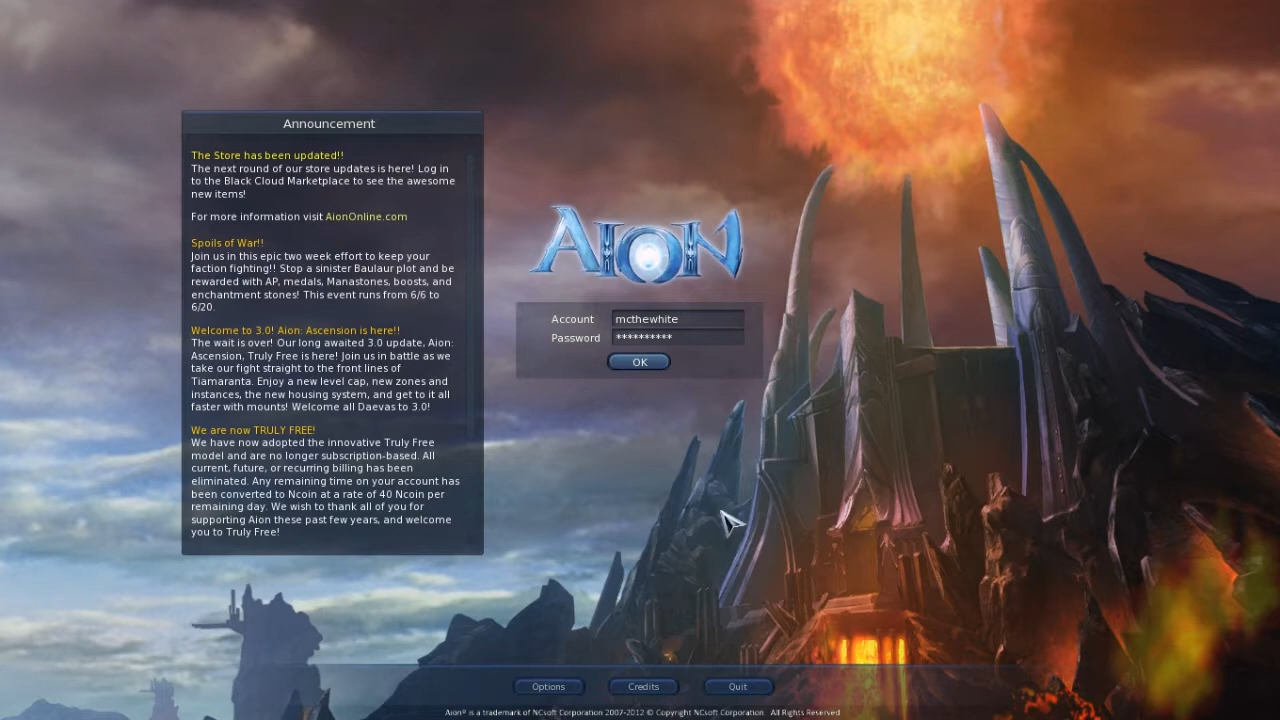 Announcement
The Store has been updated!!
The next round of our store updates is here! Log in
to the Black Cloud Marketplace to see the awesome
new items!
For more information visit AionOnline.com
Spoils of War!!
Join us in this epic two week effort to keep your
faction fighting!! Stop a sinister Baulaur plot and be
rewarded with AP, medals, Manastones, boosts, and
enchantment stones! This event runs from 6/6 to
6/20.
Welcome to 3.0! Aion: Ascension is here!!
The wait is over! Our long awaited 3.0 update, Aion:
Ascension, Truly Free is here! Join us in battle as we
take our fight straight to the front lines of
Tiamaranta. Enjoy a new level cap, new zones and
instances, the new housing system, and get to it all
faster with mounts! Welcome all Daevas to 3.0!
We are now TRULY FREE!
We have now adopted the innovative Truly Free
model and are no longer subscription-based. All
current, future, or recurring billing has been
eliminated. Any remaining time on your account has
been converted to Ncoin at a rate of 40 Ncoin per
remaining day. We wish to thank all of you for
supporting Aion these past few years, and welcome
you to Truly Free!
AION
Account mcthewhite
Password **********
OK
Options Credits Quit
Aion® is a trademark of NCsoft Corporation 2007-2012 © Copyright NCsoft Corporation All Rights Reserved